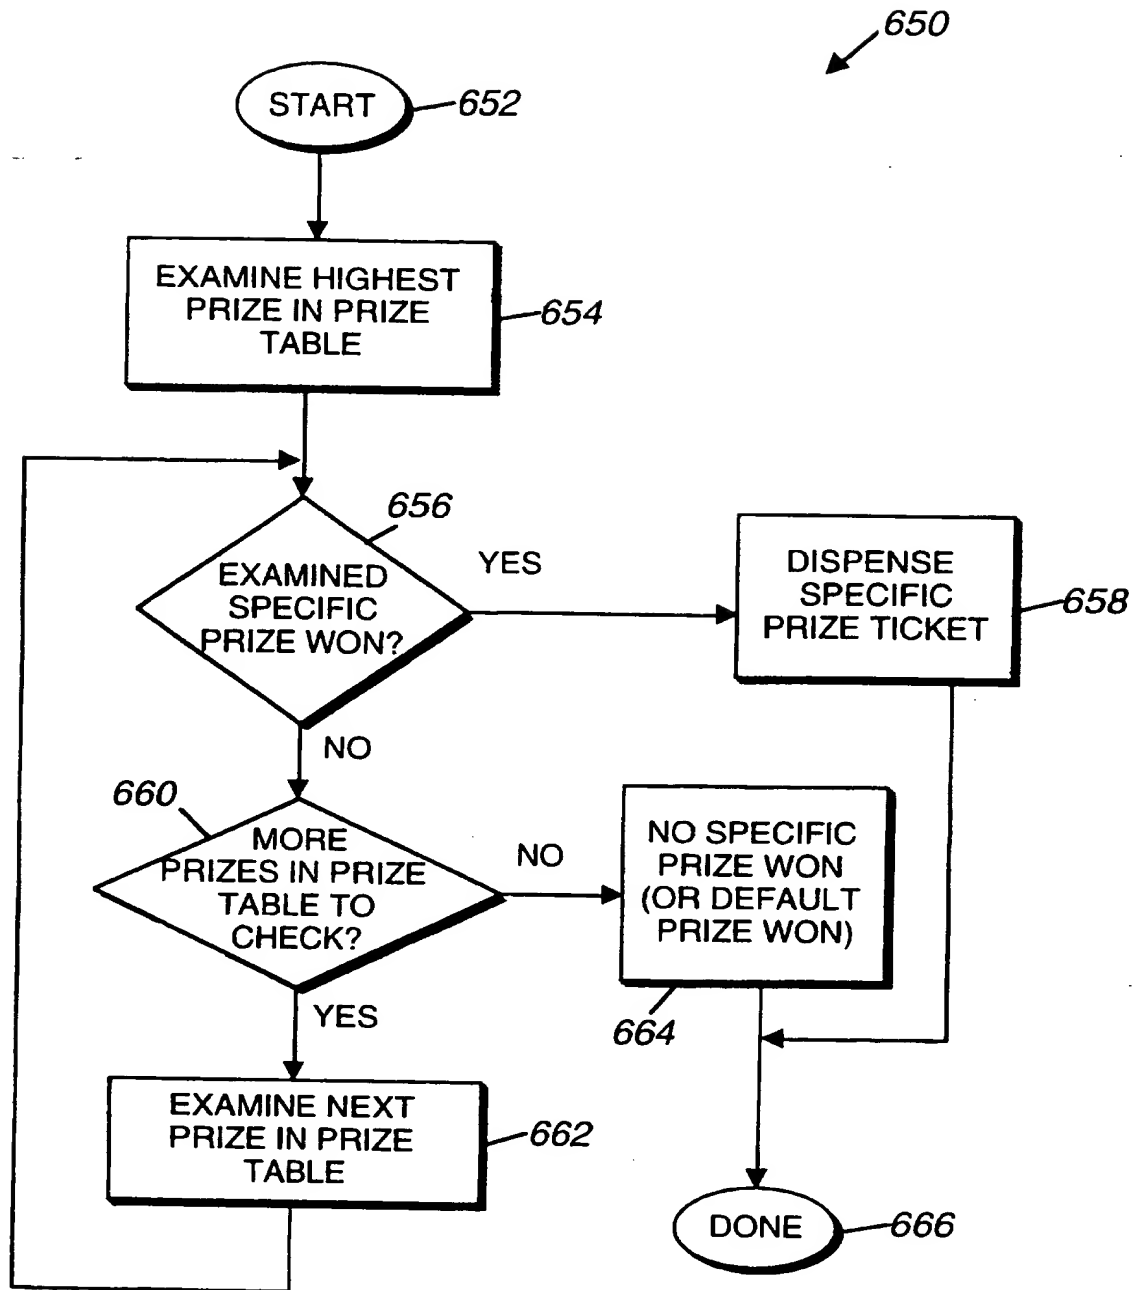 650
START
652
EXAMINE HIGHEST
PRIZE IN PRIZE
TABLE
654
656
EXAMINED
SPECIFIC
PRIZE WON?
YES
DISPENSE
SPECIFIC
PRIZE TICKET
658
NO
660
MORE
PRIZES IN PRIZE
TABLE TO
CHECK?
NO
NO SPECIFIC
PRIZE WON
(OR DEFAULT
PRIZE WON)
664
YES
EXAMINE NEXT
PRIZE IN PRIZE
TABLE
662
DONE
666